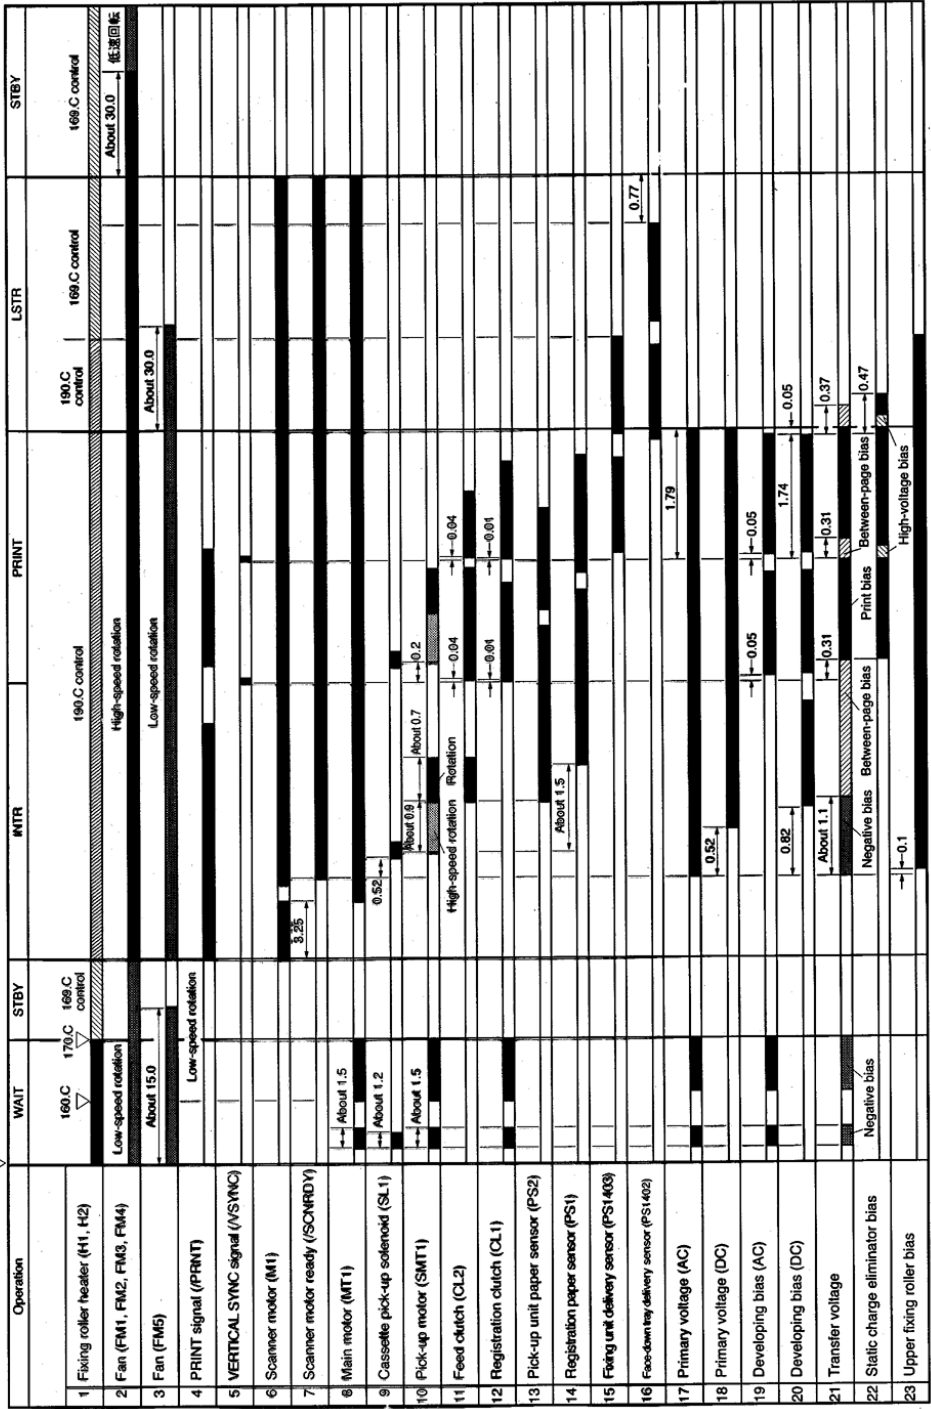 Operation WAIT STBY INTR PRINT LSTR STBY
160.C 170.C 169.C control 190.C control 190.C control 169.C control 169.C control
1 Fixing roller heater (H1, H2)
2 Fan (FM1, FM2, FM3, FM4) Low-speed rotation High-speed rotation About 30.0 低速回転
3 Fan (FM5) About 15.0 Low-speed rotation About 30.0
4 PRINT signal (/PRNT) Low-speed rotation
5 VERTICAL SYNC signal (/VSYNC)
6 Scanner motor (M1)
7 Scanner motor ready (/SCNRDY) 3.25
8 Main motor (MT1) About 1.5
9 Cassette pick-up solenoid (SL1) About 1.2 0.52
10 Pick-up motor (SMT1) About 1.5 About 0.9 About 0.7 0.2
High-speed rotation Rotation
11 Feed clutch (CL2) 0.04 0.04
12 Registration clutch (CL1) 0.01 0.01
13 Pick-up unit paper sensor (PS2)
14 Registration paper sensor (PS1) About 1.5
15 Fixing unit delivery sensor (PS1403)
16 Face-down tray delivery sensor (PS1402) 0.77
17 Primary voltage (AC) 1.79
18 Primary voltage (DC) 0.52
19 Developing bias (AC) 0.05 0.05
20 Developing bias (DC) 0.82 1.74 0.05
21 Transfer voltage About 1.1 0.31 0.31 0.37
22 Static charge eliminator bias Negative bias Negative bias Between-page bias Print bias Between-page bias 0.47
23 Upper fixing roller bias 0.1 High-voltage bias